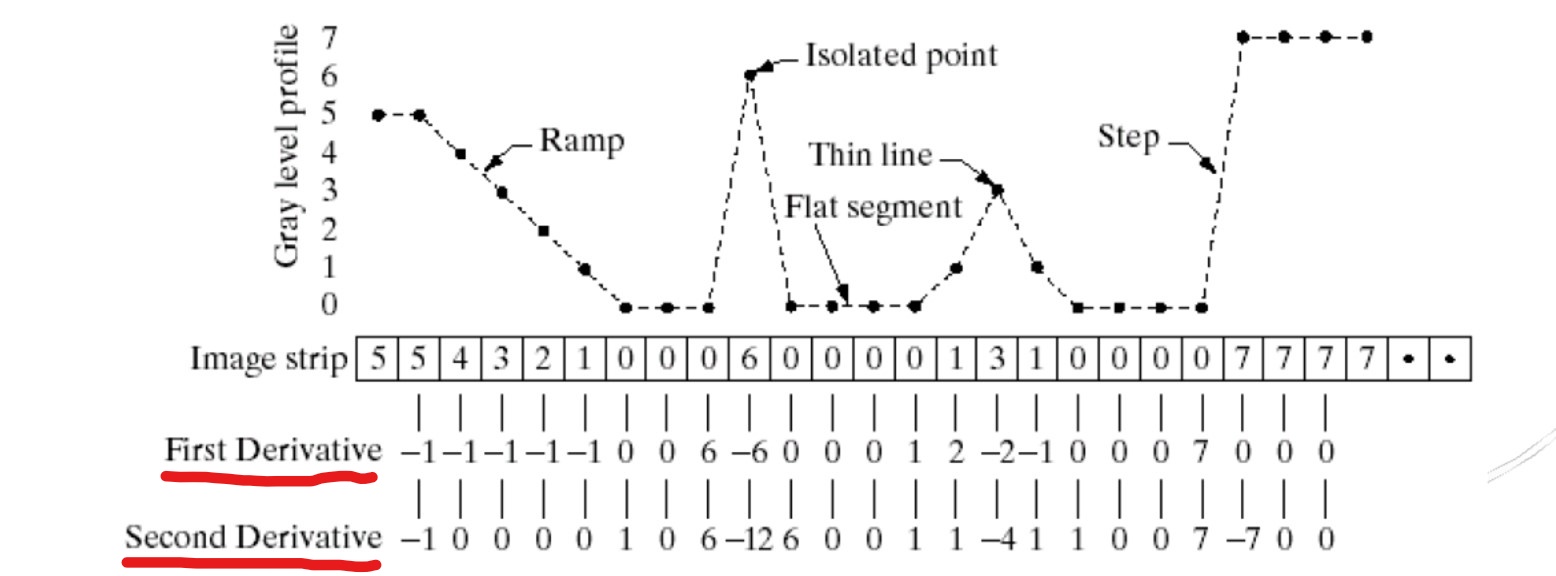 Gray level profile
7
6
5
4
3
2
1
0
Isolated point
Ramp
Thin line
Flat segment
Step
Image strip 5 5 4 3 2 1 0 0 0 6 0 0 0 0 1 3 1 0 0 0 0 7 7 7 7 • •
First Derivative –1 –1 –1 –1 –1 0 0 6 –6 0 0 0 1 2 –2 –1 0 0 0 7 0 0 0
Second Derivative –1 0 0 0 0 1 0 6 –12 6 0 0 1 1 –4 1 1 0 0 7 –7 0 0